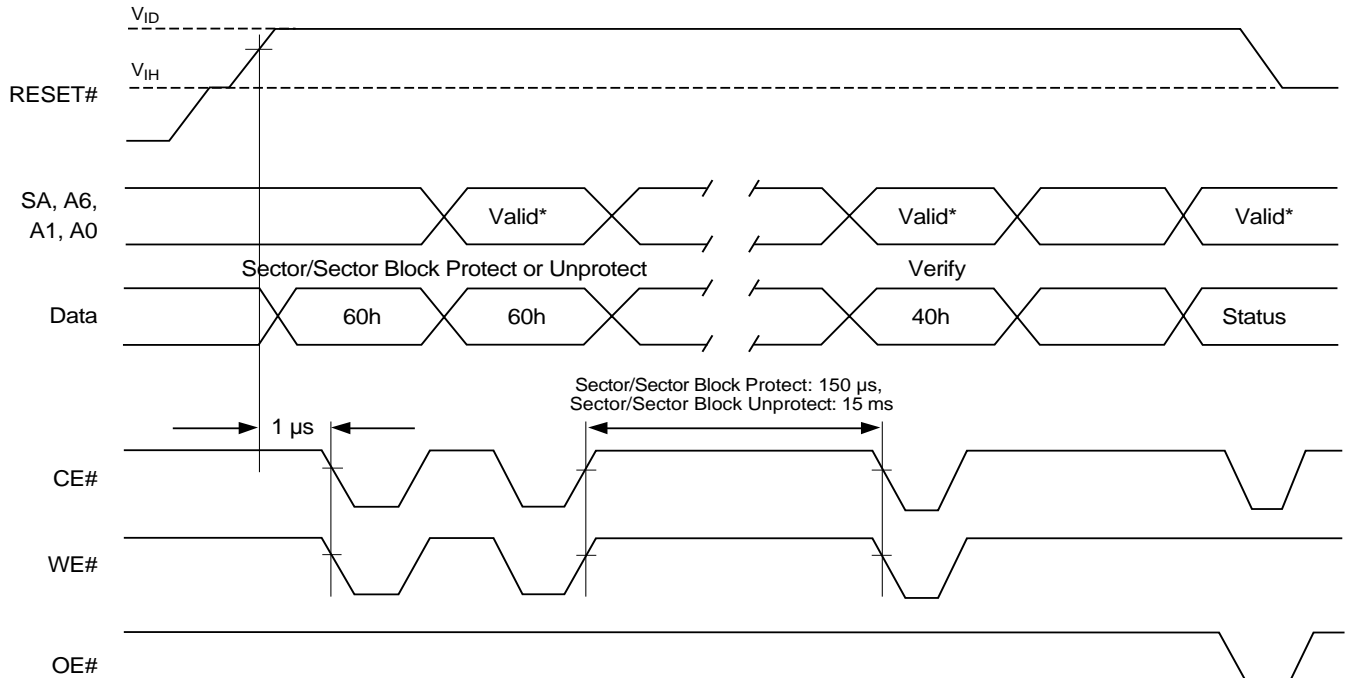 VID
VIH
RESET#
SA, A6,
A1, A0
Valid* Valid* Valid*
Sector/Sector Block Protect or Unprotect Verify
Data 60h 60h 40h Status
Sector/Sector Block Protect: 150 µs,
Sector/Sector Block Unprotect: 15 ms
1 µs
CE#
WE#
OE#